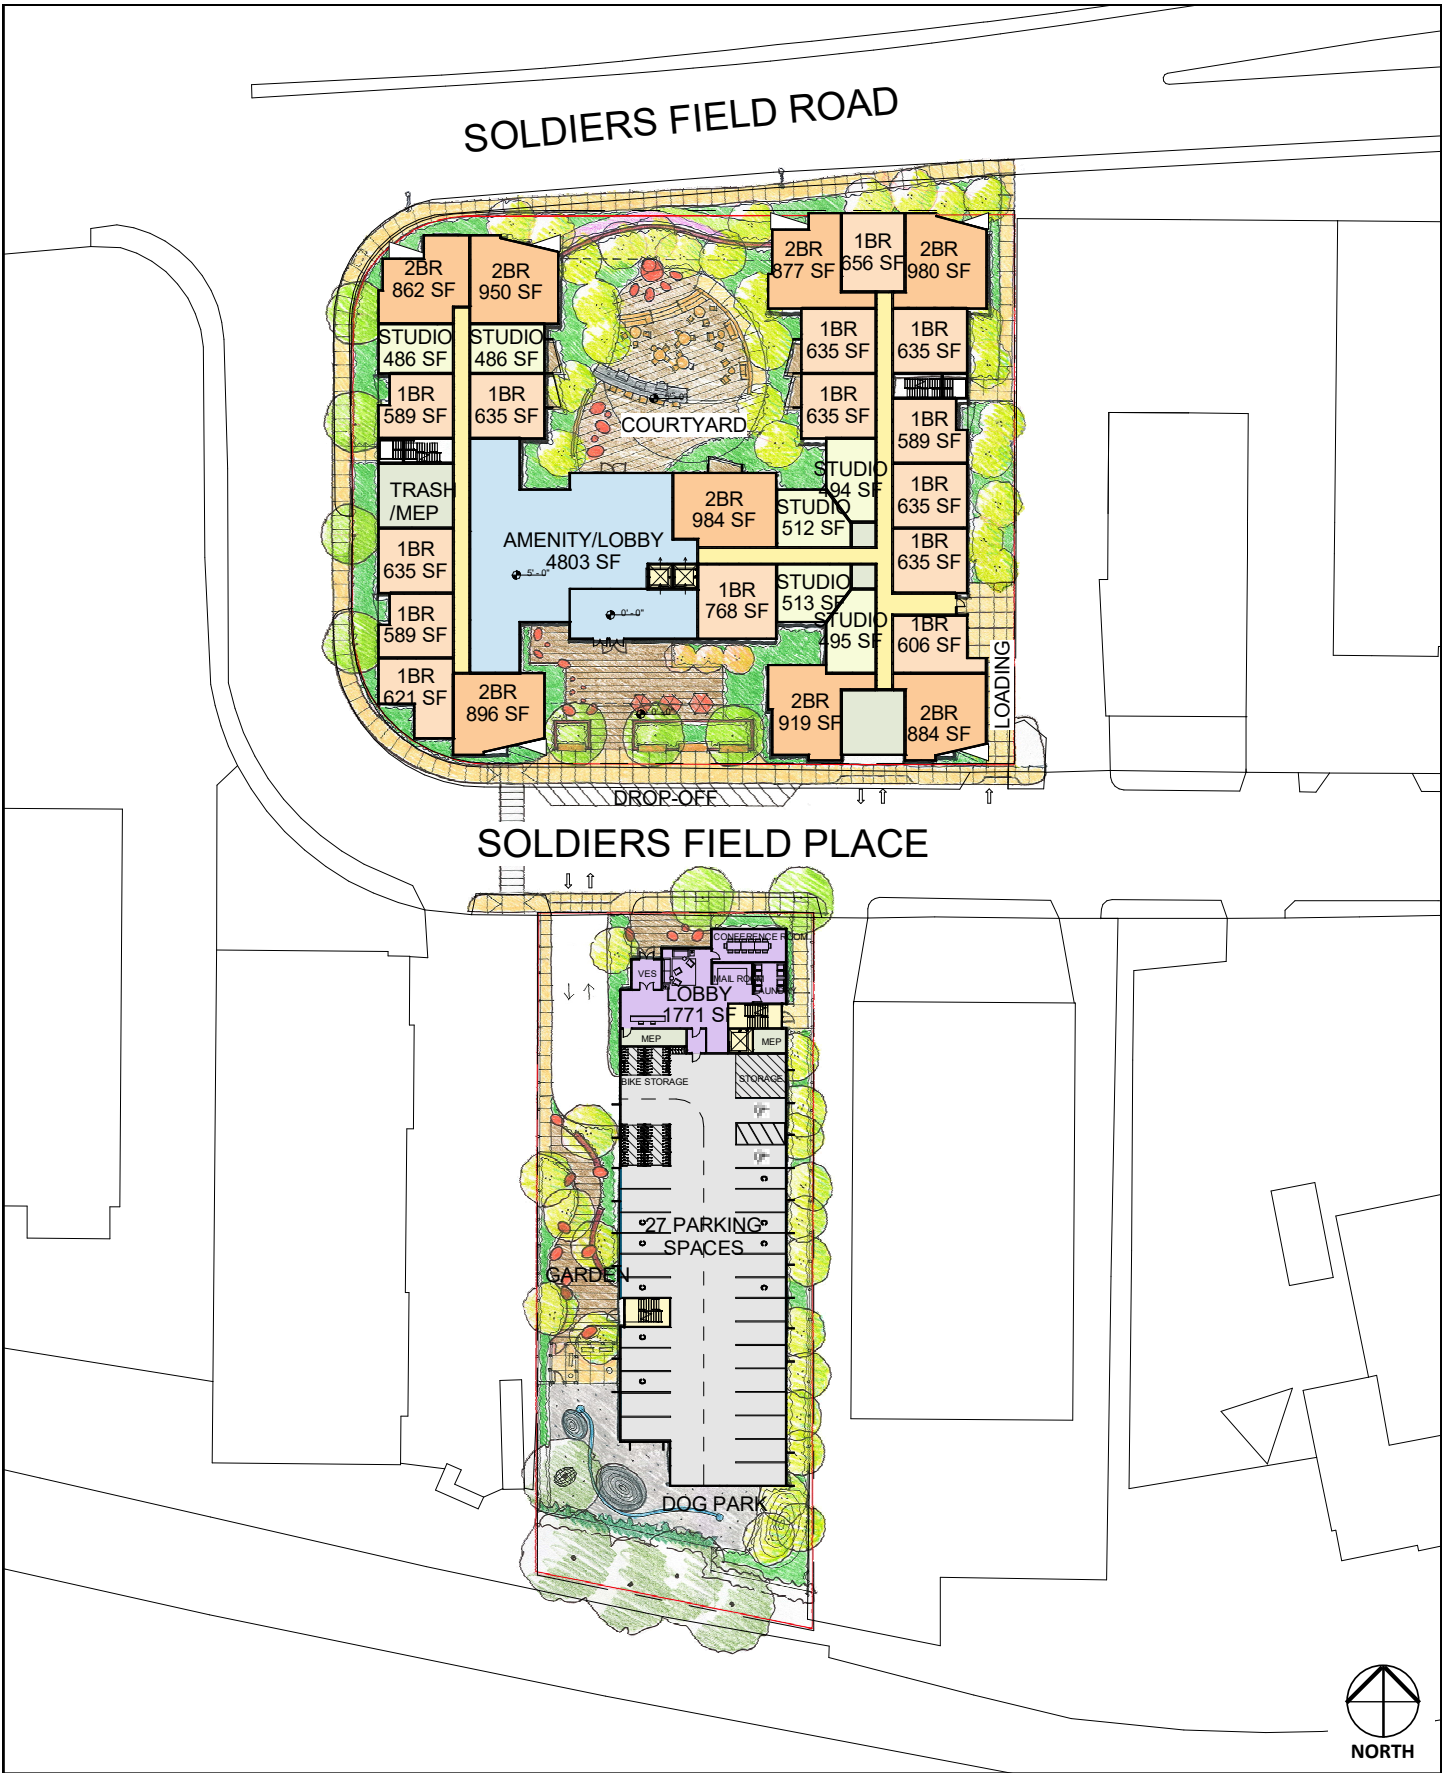 SOLDIERS FIELD ROAD
2BR
862 SF
2BR
950 SF
2BR
877 SF
1BR
656 SF
2BR
980 SF
STUDIO
486 SF
STUDIO
486 SF
1BR
635 SF
1BR
635 SF
1BR
589 SF
1BR
635 SF
1BR
635 SF
1BR
589 SF
COURTYARD
TRASH
/MEP
AMENITY/LOBBY
4803 SF
5'-0"
0'-0"
2BR
984 SF
STUDIO
512 SF
STUDIO
494 SF
1BR
635 SF
1BR
635 SF
1BR
635 SF
1BR
768 SF
STUDIO
513 SF
STUDIO
495 SF
1BR
589 SF
1BR
606 SF
1BR
621 SF
2BR
896 SF
2BR
919 SF
2BR
884 SF
LOADING
DROP-OFF
SOLDIERS FIELD PLACE
CONFERENCE ROOM
VES
MAIL ROOM
LAUNDRY
LOBBY
1771 SF
MEP
MEP
BIKE STORAGE
STORAGE
27 PARKING
SPACES
GARDEN
DOG PARK
NORTH